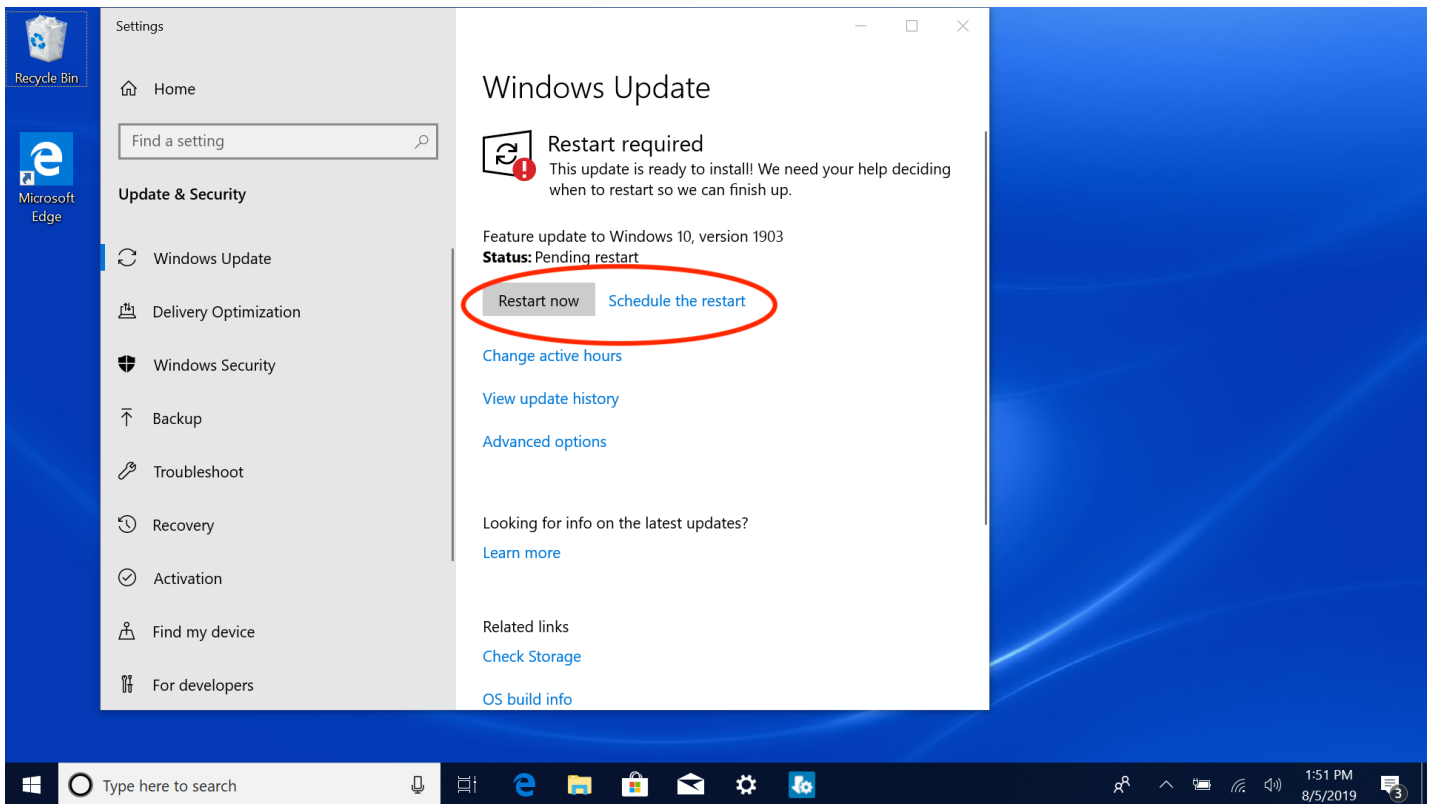 Recycle Bin
Microsoft
Edge
Settings
Home
Find a setting
Update & Security
Windows Update
Delivery Optimization
Windows Security
Backup
Troubleshoot
Recovery
Activation
Find my device
For developers
Windows Update
Restart required
This update is ready to install! We need your help deciding
when to restart so we can finish up.
Feature update to Windows 10, version 1903
Status: Pending restart
Restart now Schedule the restart
Change active hours
View update history
Advanced options
Looking for info on the latest updates?
Learn more
Related links
Check Storage
OS build info
Type here to search
1:51 PM
8/5/2019
3